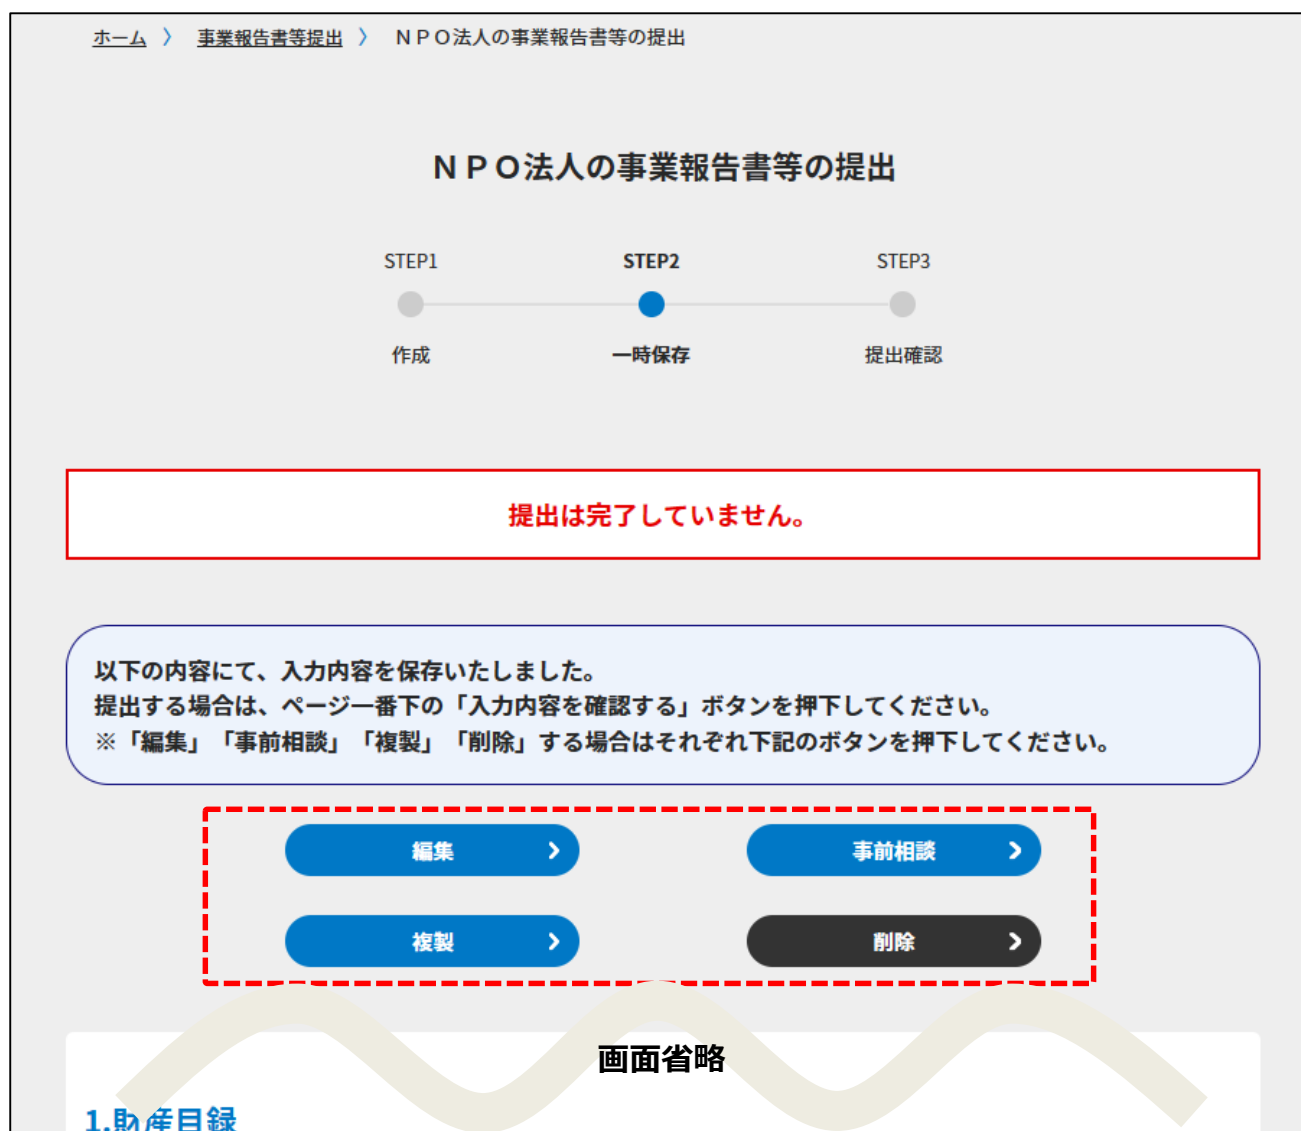 ホーム 〉 事業報告書等提出 〉 ＮＰＯ法人の事業報告書等の提出
ＮＰＯ法人の事業報告書等の提出
STEP1 STEP2 STEP3
作成 一時保存 提出確認
提出は完了していません。
以下の内容にて、入力内容を保存いたしました。
提出する場合は、ページ一番下の「入力内容を確認する」ボタンを押下してください。
※「編集」「事前相談」「複製」「削除」する場合はそれぞれ下記のボタンを押下してください。
編集 事前相談
複製 削除
画面省略
1.財産目録